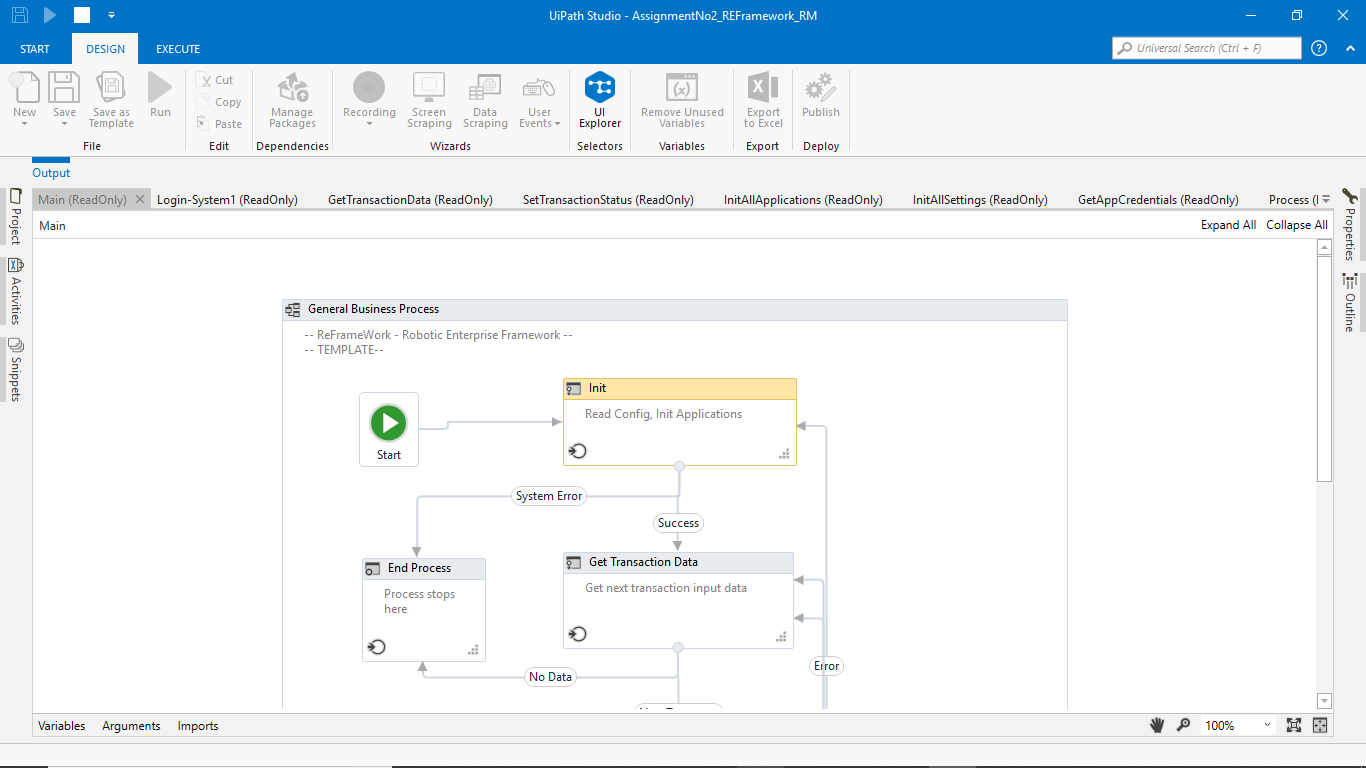 UiPath Studio - AssignmentNo2_REFramework_RM
START DESIGN EXECUTE
Universal Search (Ctrl + F)
New
Save
Save as
Template
Run
Cut
Copy
Paste
Manage
Packages
Recording
Screen
Scraping
Data
Scraping
User
Events
UI
Explorer
Remove Unused
Variables
Export
to Excel
Publish
File Edit Dependencies Wizards Selectors Variables Export Deploy
Output
Main (ReadOnly) Login-System1 (ReadOnly) GetTransactionData (ReadOnly) SetTransactionStatus (ReadOnly) InitAllApplications (ReadOnly) InitAllSettings (ReadOnly) GetAppCredentials (ReadOnly) Process (
Project
Activities
Snippets
Properties
Outline
Main
Expand All Collapse All
General Business Process
-- ReFrameWork - Robotic Enterprise Framework --
-- TEMPLATE--
Start
Init
Read Config, Init Applications
System Error
Success
End Process
Process stops
here
Get Transaction Data
Get next transaction input data
Error
No Data
Variables Arguments Imports
100%